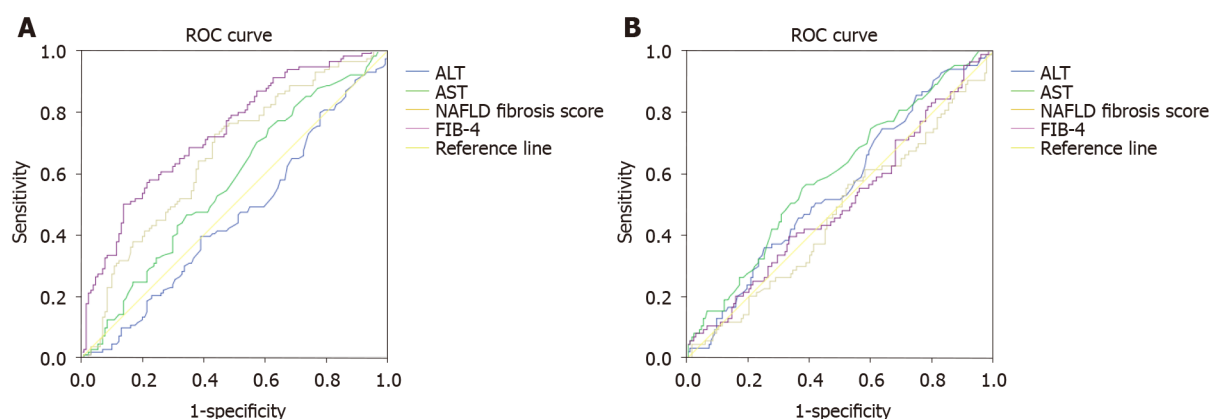 A
ROC curve
1.0
0.8
0.6
0.4
0.2
0.0
Sensitivity
0.0 0.2 0.4 0.6 0.8 1.0
1-specificity
ALT
AST
NAFLD fibrosis score
FIB-4
Reference line
B
ROC curve
1.0
0.8
0.6
0.4
0.2
0.0
Sensitivity
0.0 0.2 0.4 0.6 0.8 1.0
1-specificity
ALT
AST
NAFLD fibrosis score
FIB-4
Reference line